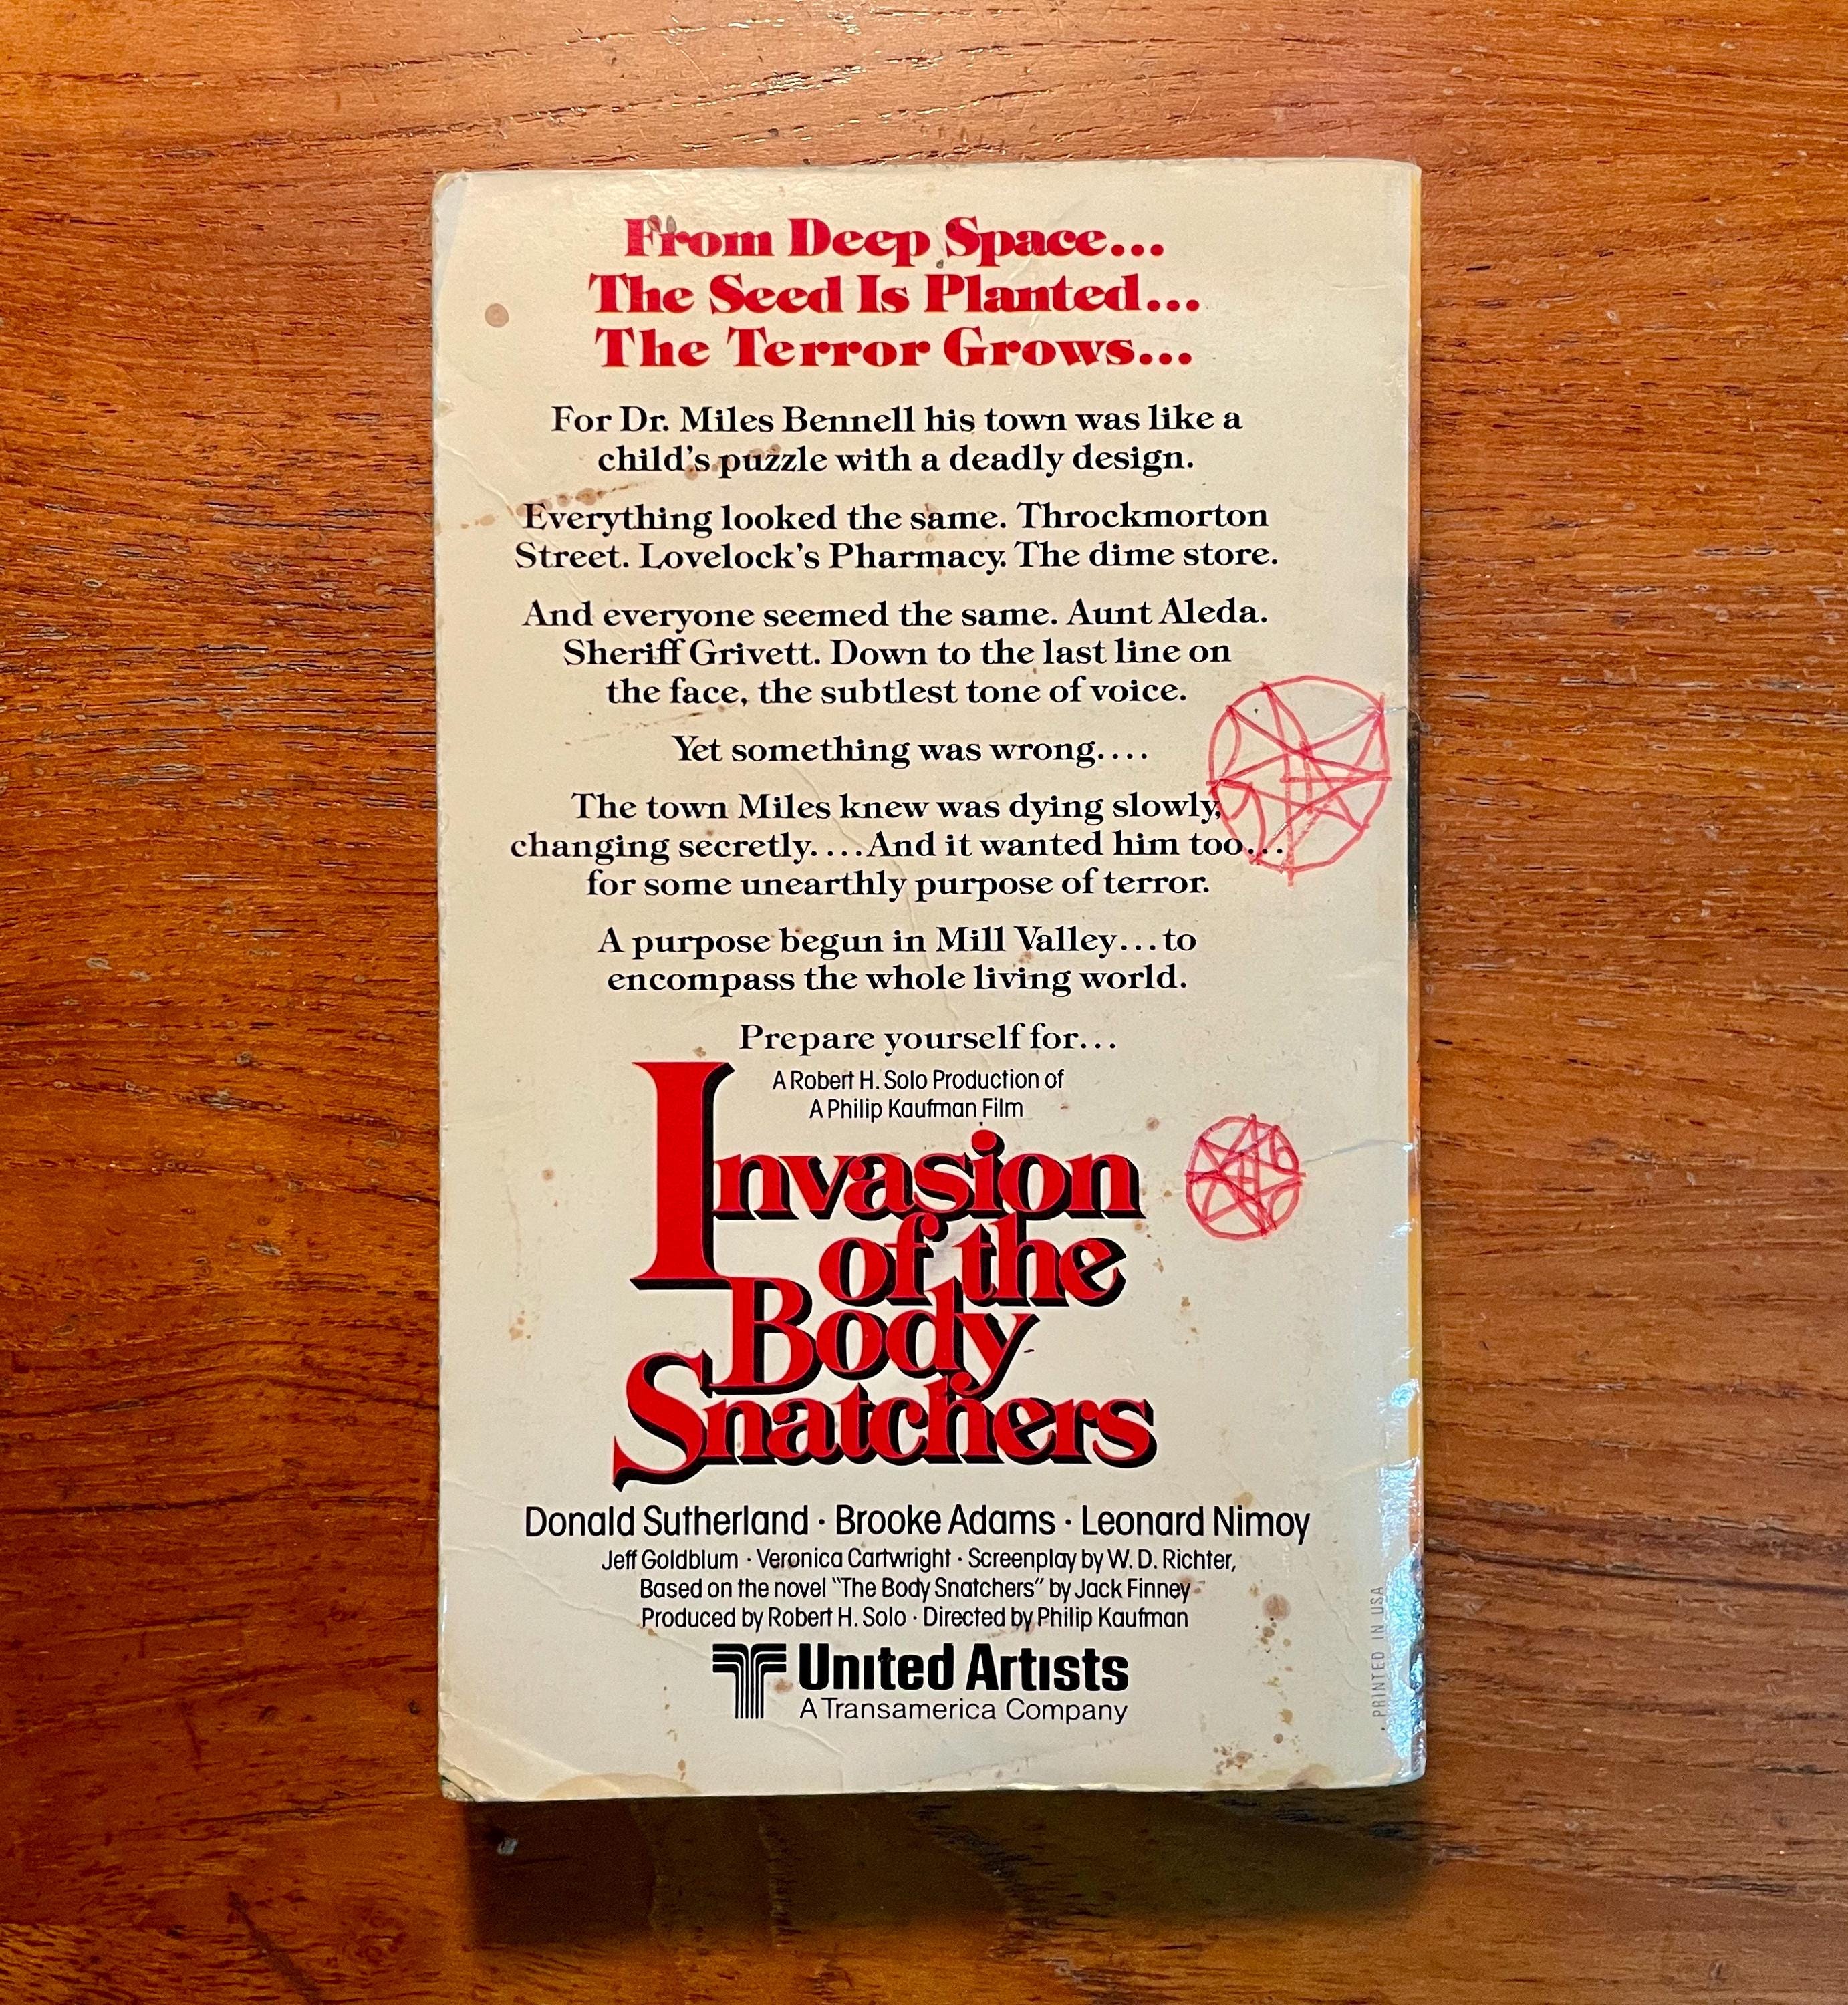 From Deep Space...
The Seed Is Planted...
The Terror Grows...
For Dr. Miles Bennell his town was like a
child's puzzle with a deadly design.
Everything looked the same. Throckmorton
Street. Lovelock's Pharmacy. The dime store.
And everyone seemed the same. Aunt Aleda.
Sheriff Grivett. Down to the last line on
the face, the subtlest tone of voice.
Yet something was wrong....
The town Miles knew was dying slowly,
changing secretly....And it wanted him too...
for some unearthly purpose of terror.
A purpose begun in Mill Valley...to
encompass the whole living world.
Prepare yourself for...
A Robert H. Solo Production of
A Philip Kaufman Film
Invasion
of the
Body
Snatchers
Donald Sutherland · Brooke Adams · Leonard Nimoy
Jeff Goldblum · Veronica Cartwright · Screenplay by W. D. Richter,
Based on the novel "The Body Snatchers" by Jack Finney
Produced by Robert H. Solo · Directed by Philip Kaufman
United Artists
A Transamerica Company
PRINTED IN USA